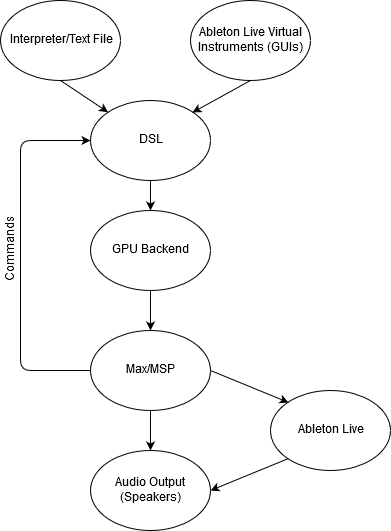 Interpreter/Text File
Ableton Live Virtual
Instruments (GUIs)
DSL
Commands
GPU Backend
Max/MSP
Ableton Live
Audio Output
(Speakers)